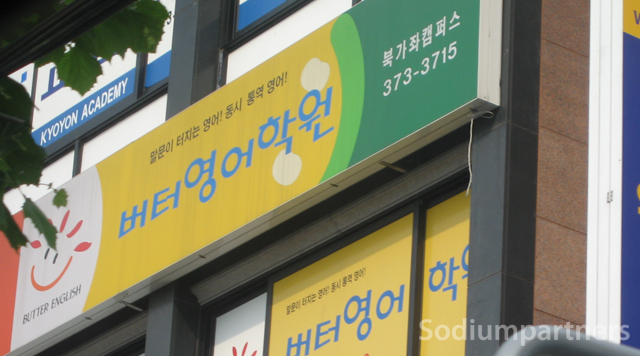 KYOYON ACADEMY
말문이 터지는 영어! 동시 통역 영어!
버터영어학원
북가좌캠퍼스
373-3715
BUTTER ENGLISH
말문이 터지는 영어! 동시 통역 영어!
버터영어 학원
Sodiumpartners